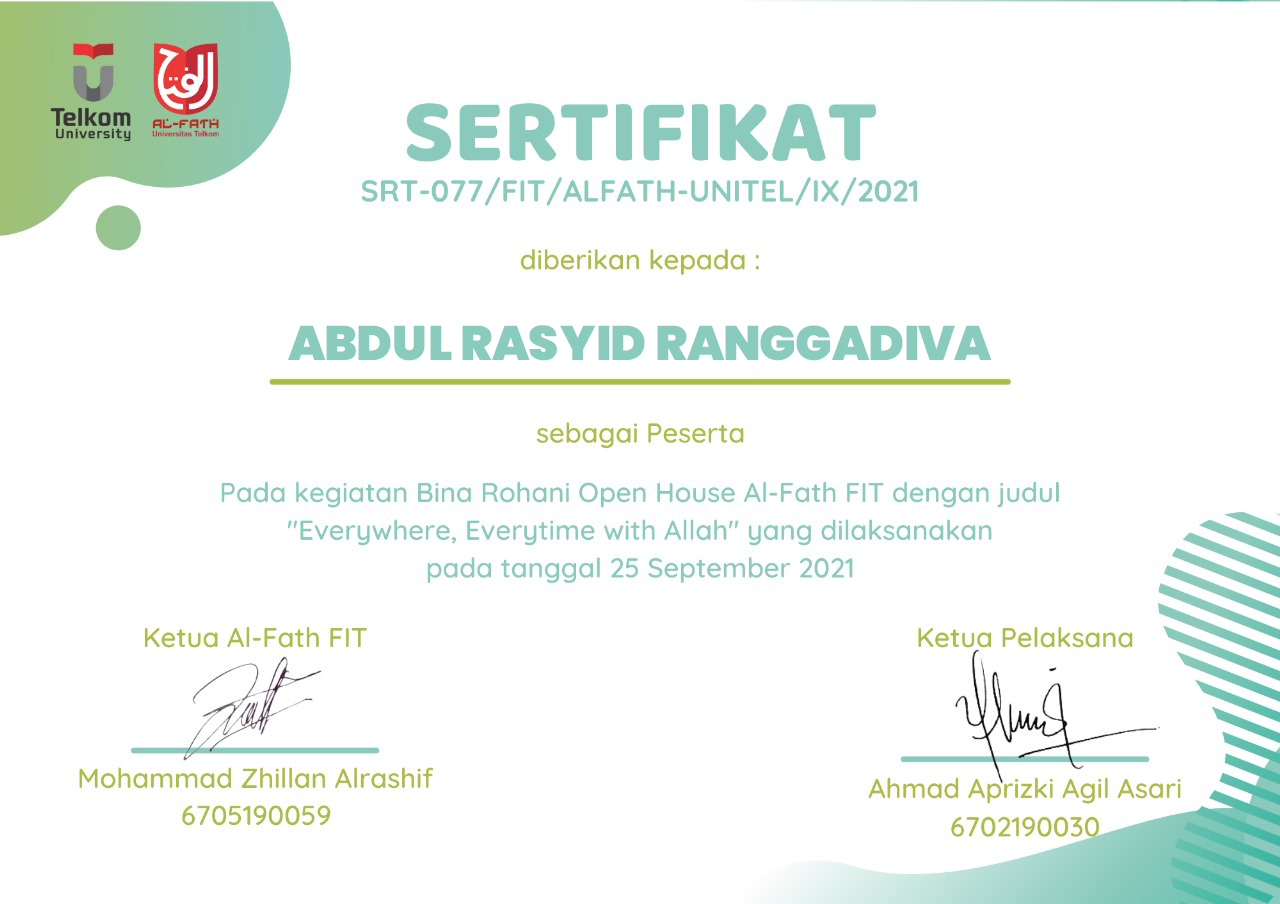 Telkom
University
الفتح
AL-FATH
Universitas Telkom
SERTIFIKAT
SRT-077/FIT/ALFATH-UNITEL/IX/2021
diberikan kepada :
ABDUL RASYID RANGGADIVA
sebagai Peserta
Pada kegiatan Bina Rohani Open House Al-Fath FIT dengan judul
"Everywhere, Everytime with Allah" yang dilaksanakan
pada tanggal 25 September 2021
Ketua Al-Fath FIT
Mohammad Zhillan Alrashif
6705190059
Ketua Pelaksana
Ahmad Aprizki Agil Asari
6702190030